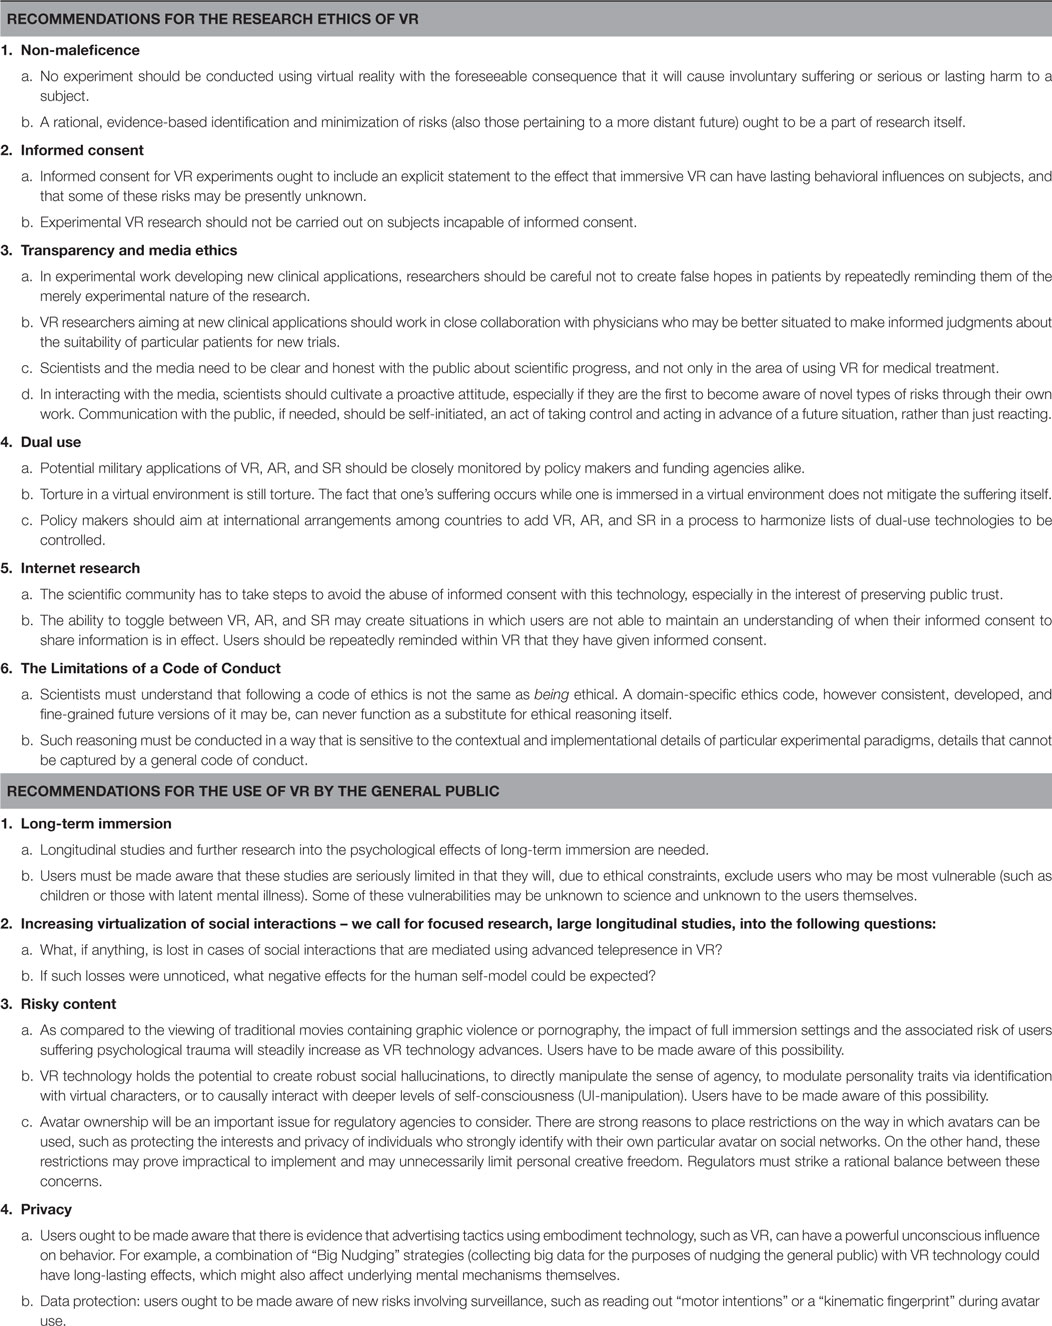 RECOMMENDATIONS FOR THE RESEARCH ETHICS OF VR
1. Non-maleficence
a. No experiment should be conducted using virtual reality with the foreseeable consequence that it will cause involuntary suffering or serious or lasting harm to a
subject.
b. A rational, evidence-based identification and minimization of risks (also those pertaining to a more distant future) ought to be a part of research itself.
2. Informed consent
a. Informed consent for VR experiments ought to include an explicit statement to the effect that immersive VR can have lasting behavioral influences on subjects, and
that some of these risks may be presently unknown.
b. Experimental VR research should not be carried out on subjects incapable of informed consent.
3. Transparency and media ethics
a. In experimental work developing new clinical applications, researchers should be careful not to create false hopes in patients by repeatedly reminding them of the
merely experimental nature of the research.
b. VR researchers aiming at new clinical applications should work in close collaboration with physicians who may be better situated to make informed judgments about
the suitability of particular patients for new trials.
c. Scientists and the media need to be clear and honest with the public about scientific progress, and not only in the area of using VR for medical treatment.
d. In interacting with the media, scientists should cultivate a proactive attitude, especially if they are the first to become aware of novel types of risks through their own
work. Communication with the public, if needed, should be self-initiated, an act of taking control and acting in advance of a future situation, rather than just reacting.
4. Dual use
a. Potential military applications of VR, AR, and SR should be closely monitored by policy makers and funding agencies alike.
b. Torture in a virtual environment is still torture. The fact that one’s suffering occurs while one is immersed in a virtual environment does not mitigate the suffering itself.
c. Policy makers should aim at international arrangements among countries to add VR, AR, and SR in a process to harmonize lists of dual-use technologies to be
controlled.
5. Internet research
a. The scientific community has to take steps to avoid the abuse of informed consent with this technology, especially in the interest of preserving public trust.
b. The ability to toggle between VR, AR, and SR may create situations in which users are not able to maintain an understanding of when their informed consent to
share information is in effect. Users should be repeatedly reminded within VR that they have given informed consent.
6. The Limitations of a Code of Conduct
a. Scientists must understand that following a code of ethics is not the same as being ethical. A domain-specific ethics code, however consistent, developed, and
fine-grained future versions of it may be, can never function as a substitute for ethical reasoning itself.
b. Such reasoning must be conducted in a way that is sensitive to the contextual and implementational details of particular experimental paradigms, details that cannot
be captured by a general code of conduct.
RECOMMENDATIONS FOR THE USE OF VR BY THE GENERAL PUBLIC
1. Long-term immersion
a. Longitudinal studies and further research into the psychological effects of long-term immersion are needed.
b. Users must be made aware that these studies are seriously limited in that they will, due to ethical constraints, exclude users who may be most vulnerable (such as
children or those with latent mental illness). Some of these vulnerabilities may be unknown to science and unknown to the users themselves.
2. Increasing virtualization of social interactions – we call for focused research, large longitudinal studies, into the following questions:
a. What, if anything, is lost in cases of social interactions that are mediated using advanced telepresence in VR?
b. If such losses were unnoticed, what negative effects for the human self-model could be expected?
3. Risky content
a. As compared to the viewing of traditional movies containing graphic violence or pornography, the impact of full immersion settings and the associated risk of users
suffering psychological trauma will steadily increase as VR technology advances. Users have to be made aware of this possibility.
b. VR technology holds the potential to create robust social hallucinations, to directly manipulate the sense of agency, to modulate personality traits via identification
with virtual characters, or to causally interact with deeper levels of self-consciousness (UI-manipulation). Users have to be made aware of this possibility.
c. Avatar ownership will be an important issue for regulatory agencies to consider. There are strong reasons to place restrictions on the way in which avatars can be
used, such as protecting the interests and privacy of individuals who strongly identify with their own particular avatar on social networks. On the other hand, these
restrictions may prove impractical to implement and may unnecessarily limit personal creative freedom. Regulators must strike a rational balance between these
concerns.
4. Privacy
a. Users ought to be made aware that there is evidence that advertising tactics using embodiment technology, such as VR, can have a powerful unconscious influence
on behavior. For example, a combination of “Big Nudging” strategies (collecting big data for the purposes of nudging the general public) with VR technology could
have long-lasting effects, which might also affect underlying mental mechanisms themselves.
b. Data protection: users ought to be made aware of new risks involving surveillance, such as reading out “motor intentions” or a “kinematic fingerprint” during avatar
use.